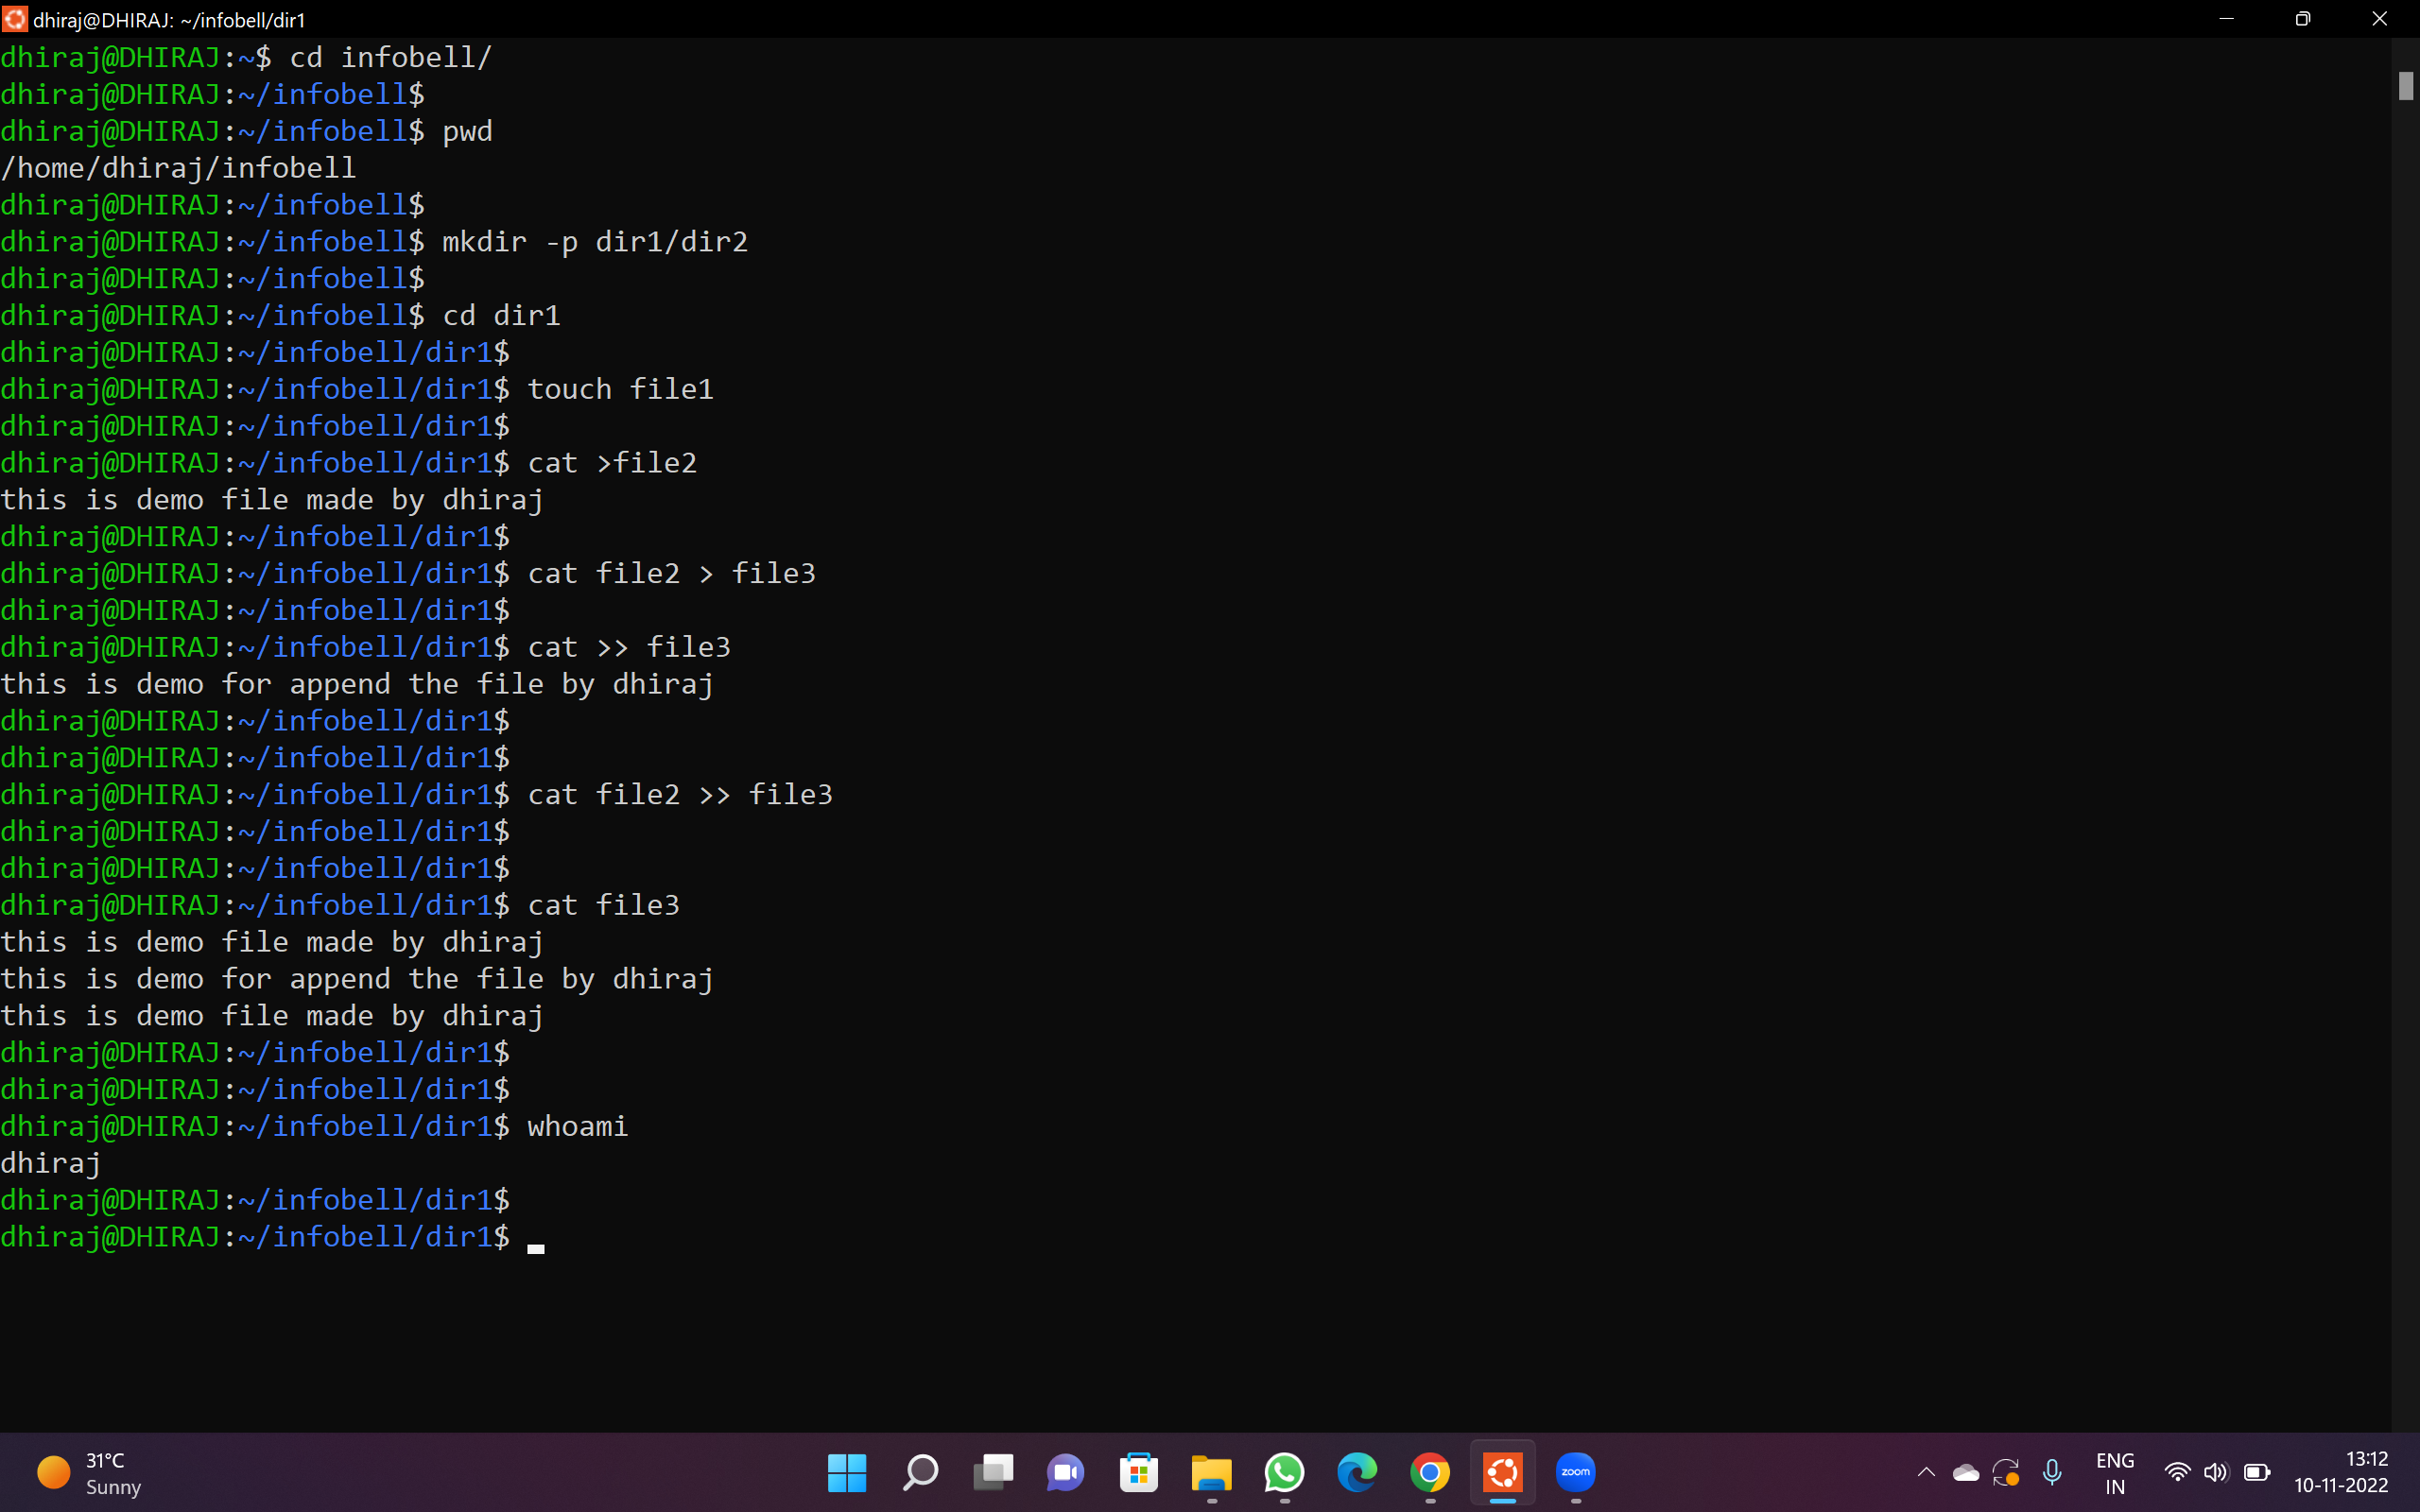 dhiraj@DHIRAJ: ~/infobell/dir1
dhiraj@DHIRAJ:~$ cd infobell/
dhiraj@DHIRAJ:~/infobell$
dhiraj@DHIRAJ:~/infobell$ pwd
/home/dhiraj/infobell
dhiraj@DHIRAJ:~/infobell$
dhiraj@DHIRAJ:~/infobell$ mkdir -p dir1/dir2
dhiraj@DHIRAJ:~/infobell$
dhiraj@DHIRAJ:~/infobell$ cd dir1
dhiraj@DHIRAJ:~/infobell/dir1$
dhiraj@DHIRAJ:~/infobell/dir1$ touch file1
dhiraj@DHIRAJ:~/infobell/dir1$
dhiraj@DHIRAJ:~/infobell/dir1$ cat >file2
this is demo file made by dhiraj
dhiraj@DHIRAJ:~/infobell/dir1$
dhiraj@DHIRAJ:~/infobell/dir1$ cat file2 > file3
dhiraj@DHIRAJ:~/infobell/dir1$
dhiraj@DHIRAJ:~/infobell/dir1$ cat >> file3
this is demo for append the file by dhiraj
dhiraj@DHIRAJ:~/infobell/dir1$
dhiraj@DHIRAJ:~/infobell/dir1$
dhiraj@DHIRAJ:~/infobell/dir1$ cat file2 >> file3
dhiraj@DHIRAJ:~/infobell/dir1$
dhiraj@DHIRAJ:~/infobell/dir1$
dhiraj@DHIRAJ:~/infobell/dir1$ cat file3
this is demo file made by dhiraj
this is demo for append the file by dhiraj
this is demo file made by dhiraj
dhiraj@DHIRAJ:~/infobell/dir1$
dhiraj@DHIRAJ:~/infobell/dir1$
dhiraj@DHIRAJ:~/infobell/dir1$ whoami
dhiraj
dhiraj@DHIRAJ:~/infobell/dir1$
dhiraj@DHIRAJ:~/infobell/dir1$
31°C
Sunny
zoom
ENG
IN
13:12
10-11-2022